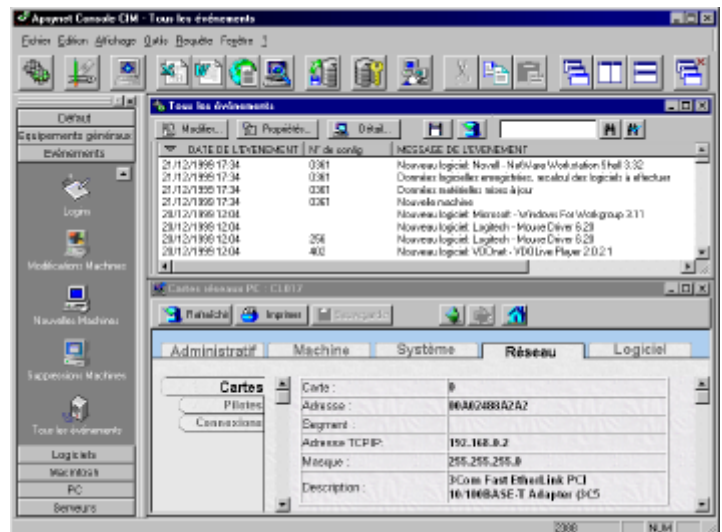 Apsynet Console CIM - Tous les événements
Fichier Edition Affichage Outils Requête Fenêtre ?
Défaut
Equipements généraux
Evénements
Logins
Modifications Machines
Nouvelles Machines
Suppressions Machines
Tous les événements
Logiciels
Macintosh
PC
Serveurs
Tous les événements
Modifier... Propriétés... Détail...
DATE DE L'EVENEMENT N° de config MESSAGE DE L'EVENEMENT
21/12/1999 17:34 0361 Nouveau logiciel: Novell - NetWare Workstation Shell 3.32
21/12/1999 17:34 0361 Données logicielles enregistrées, recalcul des logiciels à effectuer
21/12/1999 17:34 0361 Données matérielles mises à jour
21/12/1999 17:34 0361 Nouvelle machine
20/12/1999 12:04 Nouveau logiciel: Microsoft - Windows For Workgroup 3.11
20/12/1999 12:04 Nouveau logiciel: Logitech - Mouse Driver 6.20
20/12/1999 12:04 256 Nouveau logiciel: Logitech - Mouse Driver 6.20
20/12/1999 12:04 402 Nouveau logiciel: VDOnet - VDOLive Player 2.0.2.1
Cartes réseaux PC : CL017
Rafraîchir Imprimer Sauvegarder
Administratif Machine Système Réseau Logiciel
Cartes
Pilotes
Connexions
Carte : 0
Adresse : 00A02488A2A2
Segment :
Adresse TCP/IP: 192.168.0.2
Masque : 255.255.255.0
Description : 3Com Fast EtherLink PCI
10/100BASE-T Adapter (3C5
2388 NUM